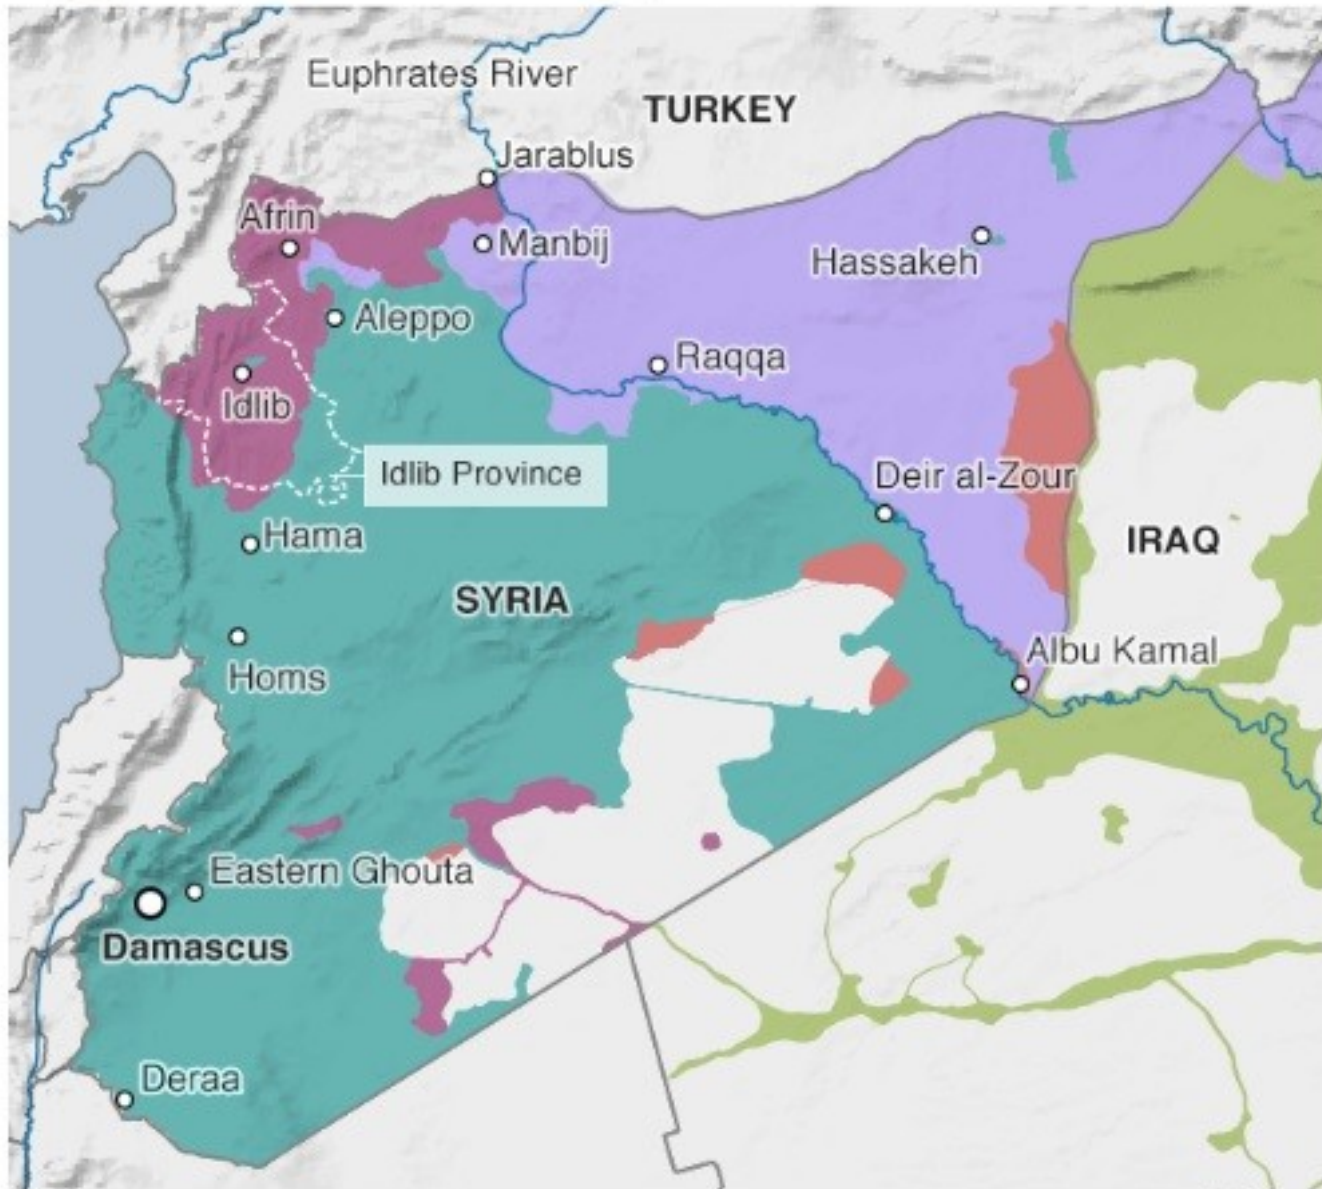 Euphrates River
TURKEY
Jarablus
Afrin
Manbij
Hassakeh
Aleppo
Raqqa
Idlib
Idlib Province
Deir al-Zour
Hama
IRAQ
SYRIA
Albu Kamal
Homs
Eastern Ghouta
Damascus
Deraa